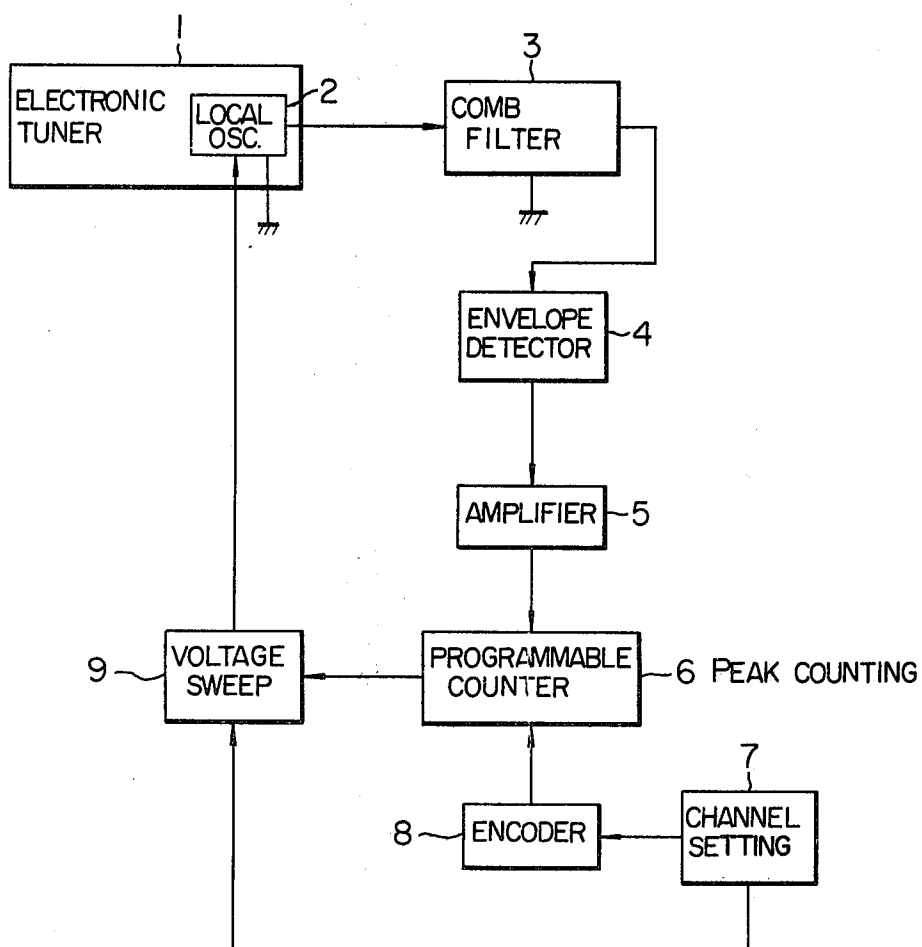 1
ELECTRONIC
TUNER
LOCAL
OSC.
2
3
COMB
FILTER
ENVELOPE
DETECTOR
4
AMPLIFIER
5
9
VOLTAGE
SWEEP
PROGRAMMABLE
COUNTER
6 PEAK COUNTING
7
8
ENCODER
CHANNEL
SETTING